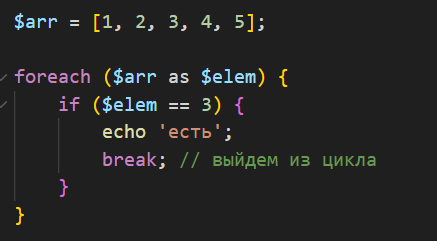 $arr = [1, 2, 3, 4, 5];
foreach ($arr as $elem) {
if ($elem == 3) {
echo 'есть';
break; // выйдем из цикла
}
}